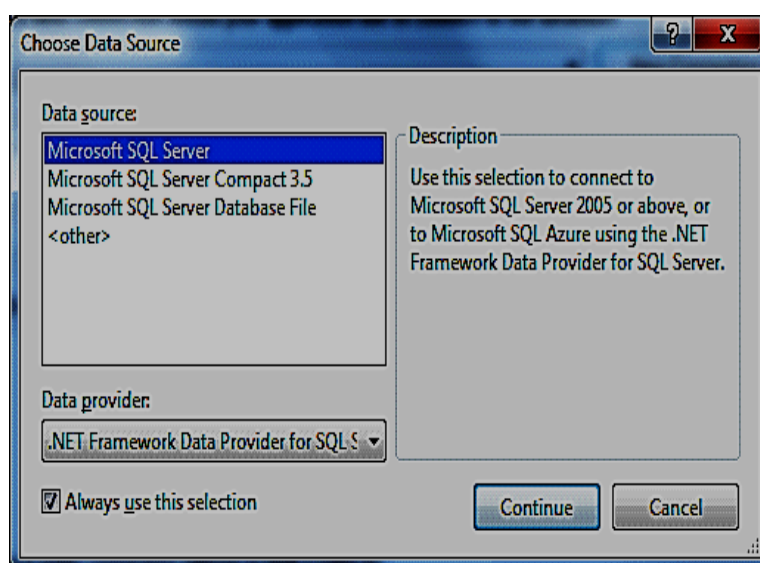 Choose Data Source
Data source:
Microsoft SQL Server
Microsoft SQL Server Compact 3.5
Microsoft SQL Server Database File
<other>
Description
Use this selection to connect to
Microsoft SQL Server 2005 or above, or
to Microsoft SQL Azure using the .NET
Framework Data Provider for SQL Server.
Data provider:
.NET Framework Data Provider for SQL S
Always use this selection
Continue
Cancel